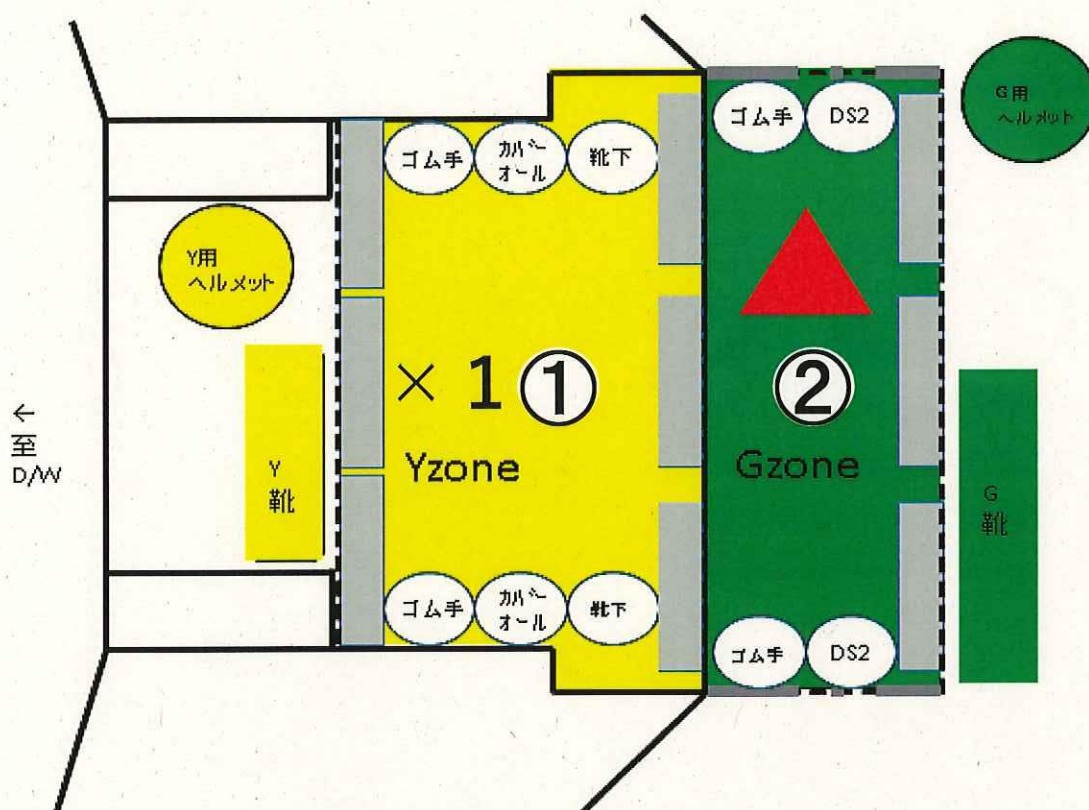 ゴム手
DS2
G用
ヘルメット
ゴム手
カバー
オール
靴下
Y用
ヘルメット
×1①
②
←
至
D/W
Yzone
Gzone
Y
靴
G
靴
ゴム手
カバー
オール
靴下
ゴム手
DS2